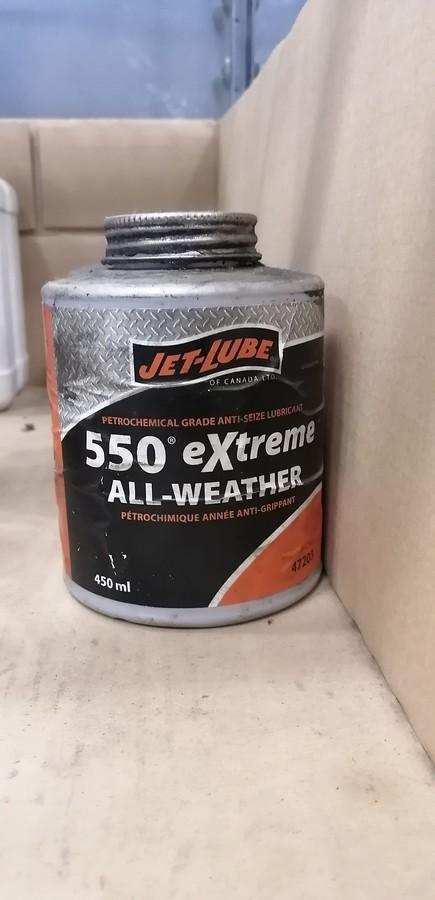 JET-LUBE
OF CANADA LTD.
PETROCHEMICAL GRADE ANTI-SEIZE LUBRICANT
550® eXtreme
ALL-WEATHER
PÉTROCHIMIQUE ANNÉE ANTI-GRIPPANT
450 ml
47203